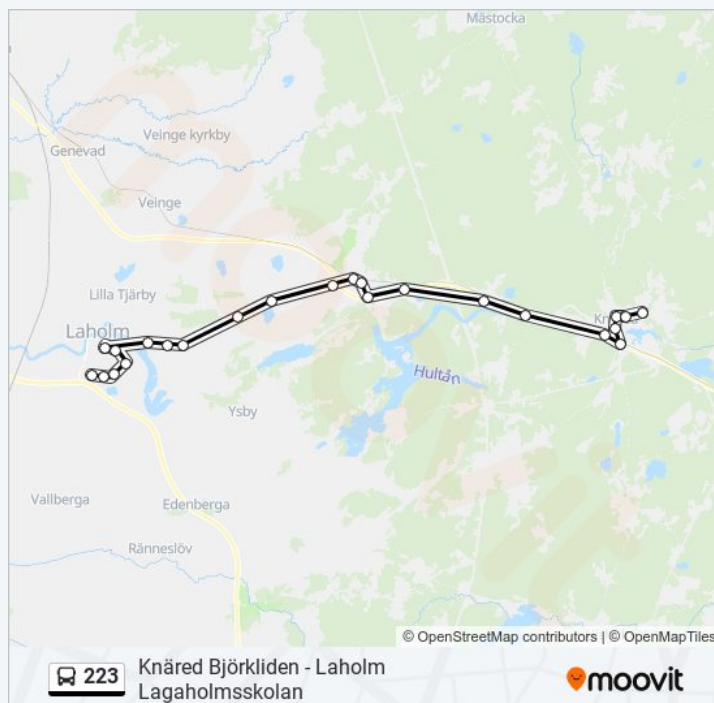 Mästocka
Veinge kyrkby
Genevad
Veinge
Lilla Tjärby
Laholm
Hultån
Ysby
Vallberga
Edenberga
Ränneslöv
© OpenStreetMap contributors | © OpenMapTiles
223
Knäred Björkliden - Laholm
Lagaholmsskolan
moovit